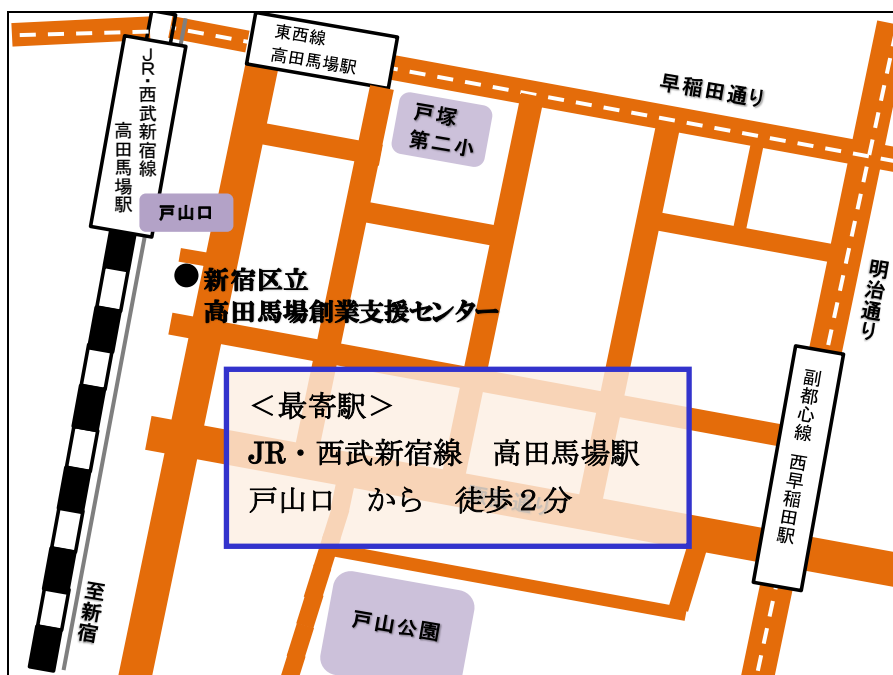 東西線
高田馬場駅
早稲田通り
JR・西武新宿線
高田馬場駅
戸塚
第二小
戸山口
新宿区立
高田馬場創業支援センター
明治通り
<最寄駅>
JR・西武新宿線　高田馬場駅
戸山口　から　徒歩２分
副都心線 西早稲田駅
至新宿
戸山公園